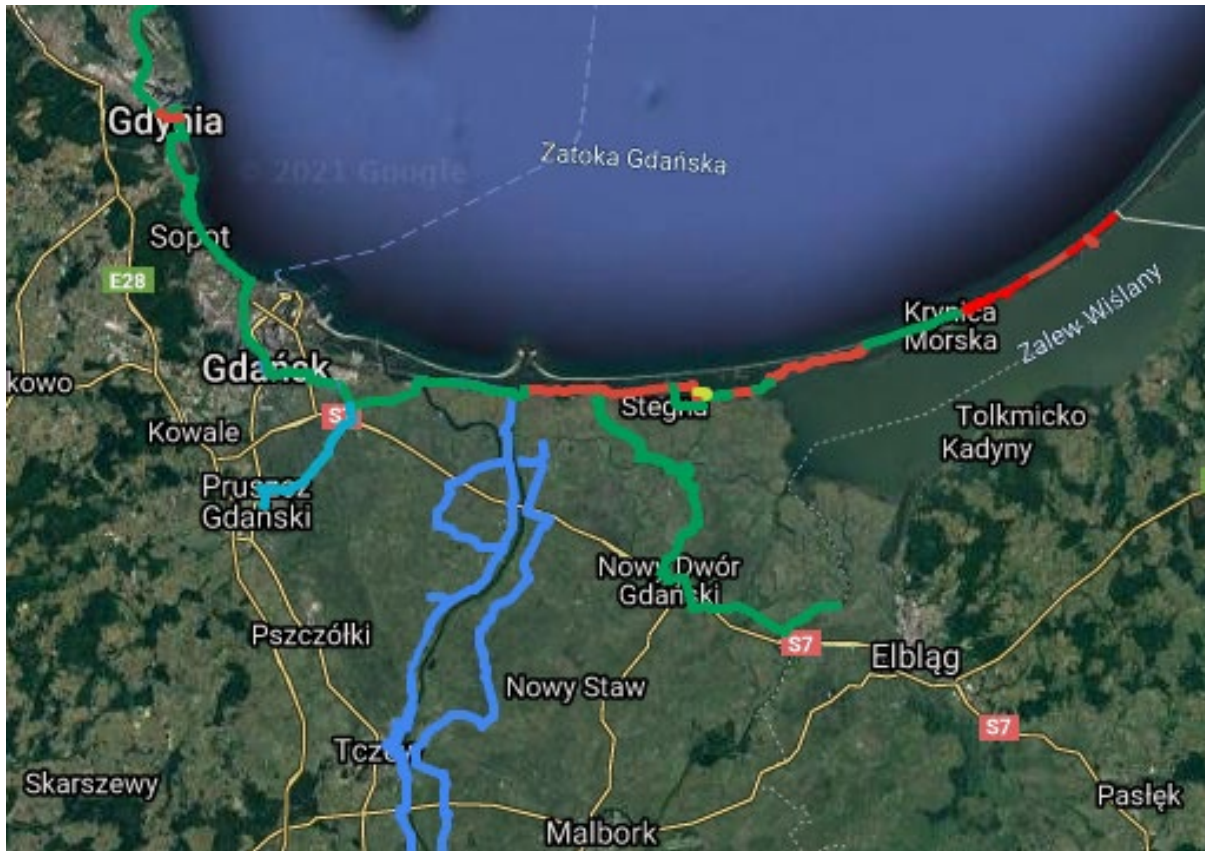 Gdynia
Zatoka Gdańska
© 2021 Google
Sopot
E28
Krynica
Morska
Zalew Wiślany
Gdańsk
kowo
Stegna
S7
Kowale
Tolkmicko
Kadyny
Pruszcz
Gdański
Nowy Dwór
Gdański
Pszczółki
S7
Elbląg
Nowy Staw
S7
Tczew
Skarszewy
Pasłęk
Malbork